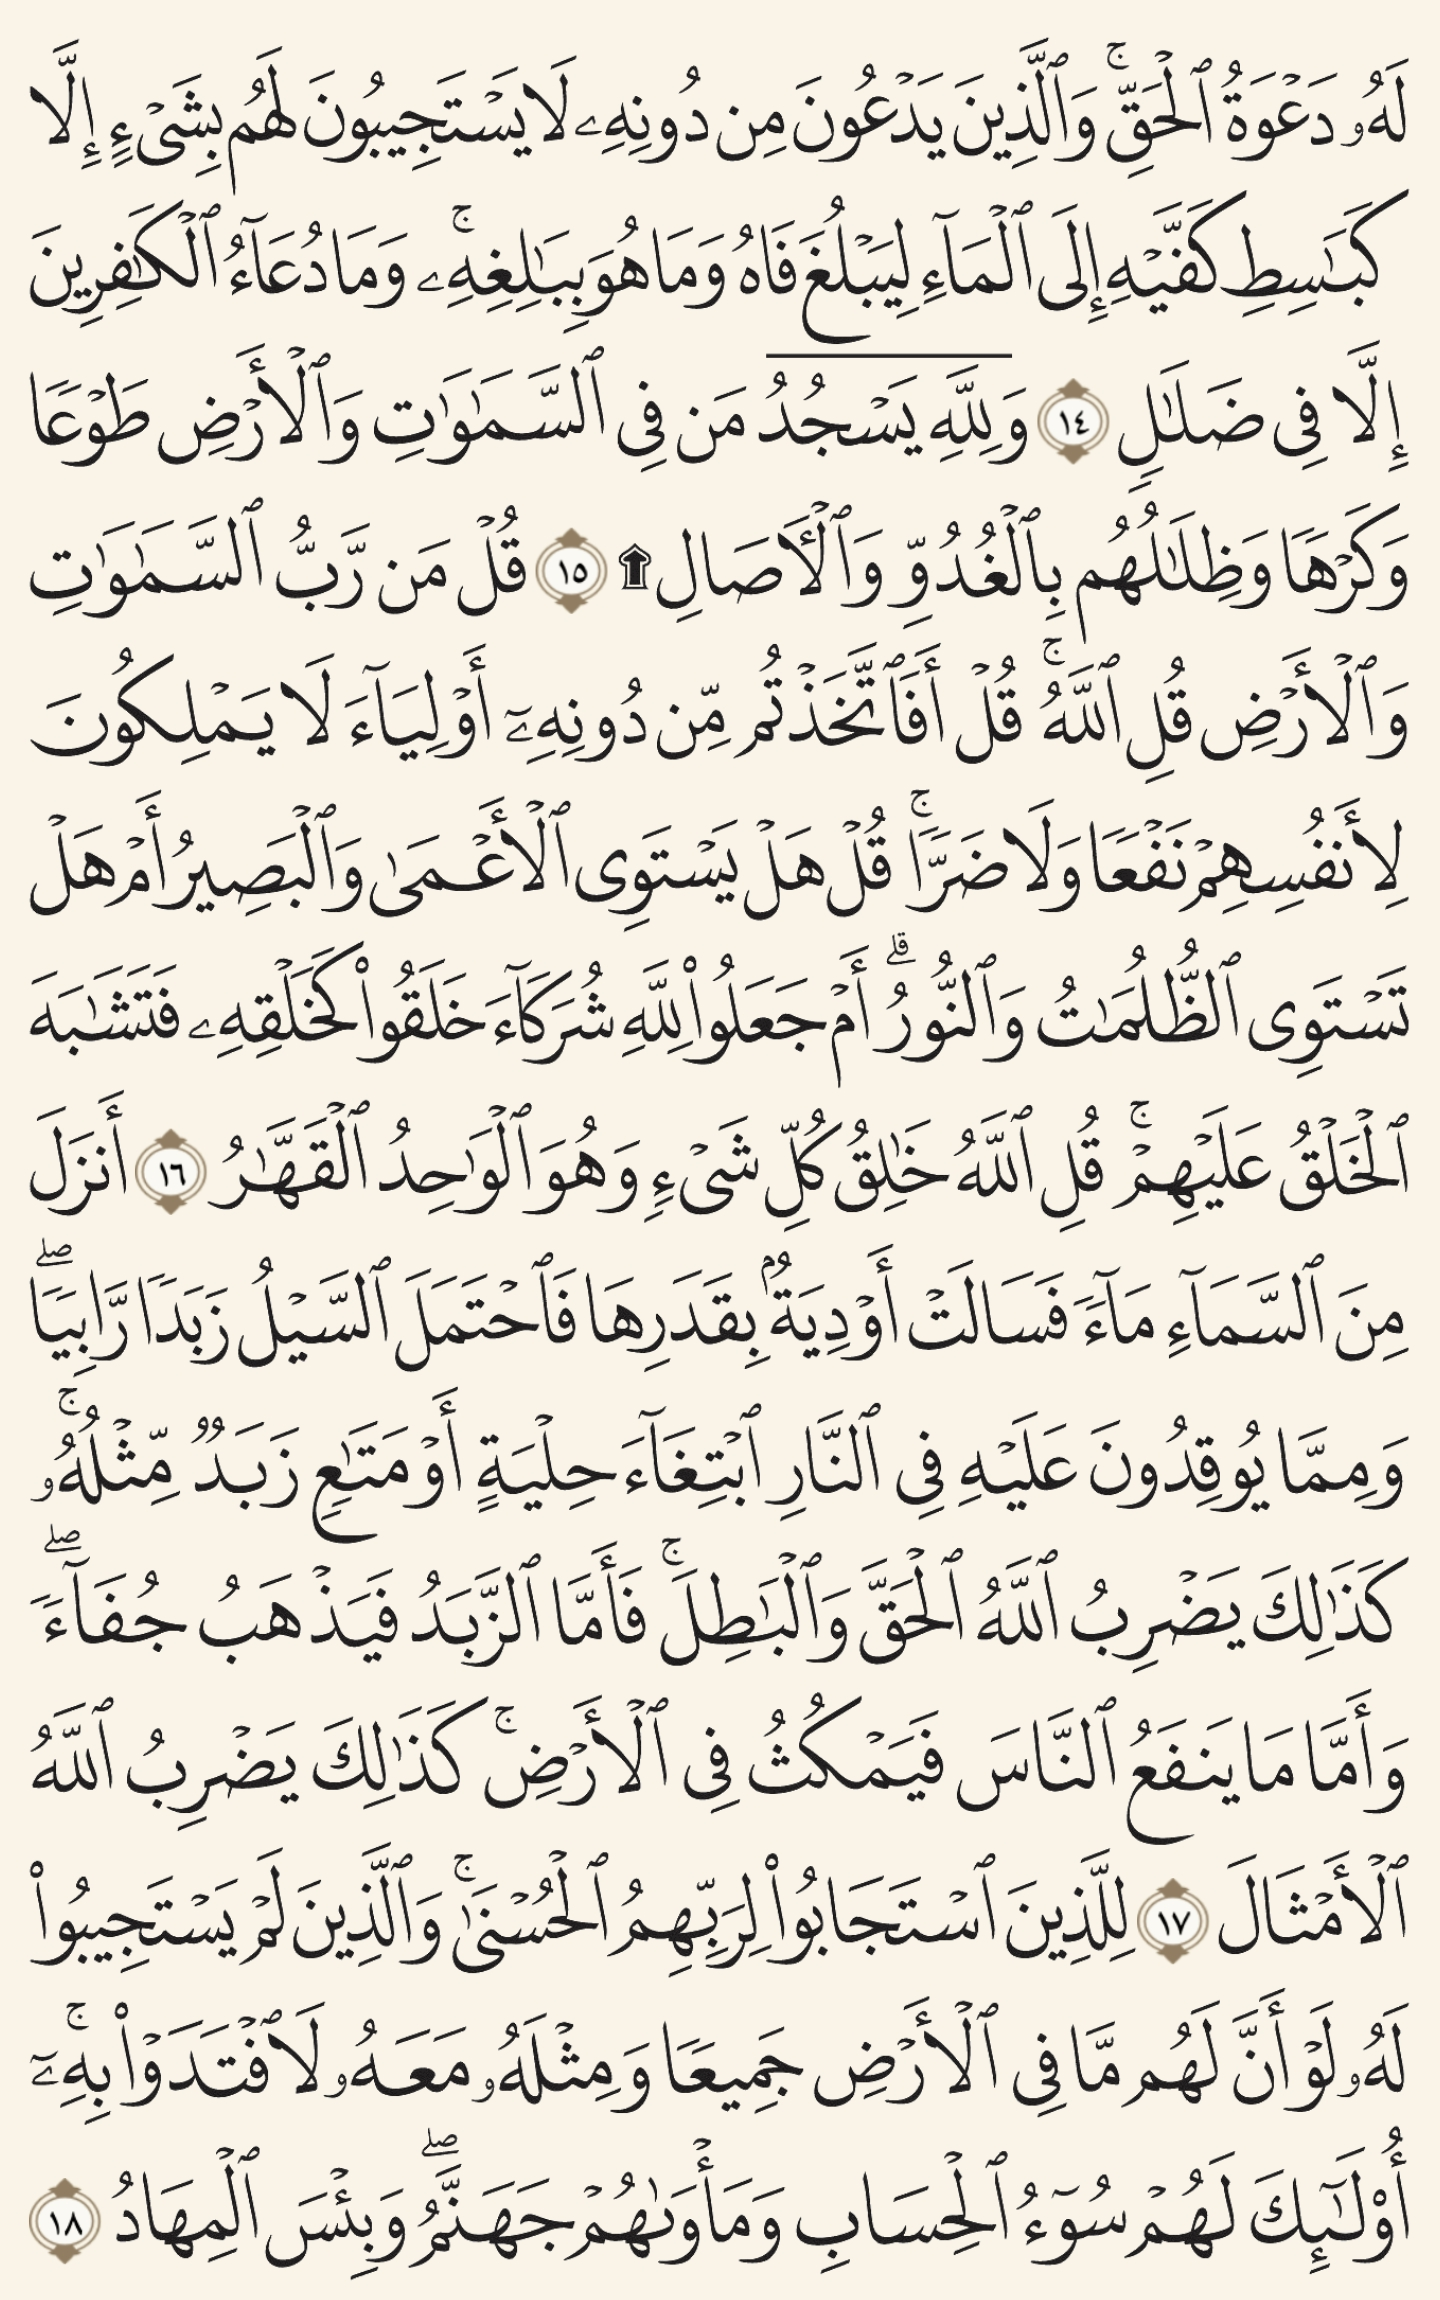 لَهُۥ دَعۡوَةُ ٱلۡحَقِّۚ وَٱلَّذِينَ يَدۡعُونَ مِن دُونِهِۦ لَا يَسۡتَجِيبُونَ لَهُم بِشَيۡءٍ إِلَّا
كَبَٰسِطِ كَفَّيۡهِ إِلَى ٱلۡمَآءِ لِيَبۡلُغَ فَاهُ وَمَا هُوَ بِبَٰلِغِهِۦۚ وَمَا دُعَآءُ ٱلۡكَٰفِرِينَ
إِلَّا فِي ضَلَٰلٖ ١٤ وَلِلَّهِۤ يَسۡجُدُۤ مَن فِي ٱلسَّمَٰوَٰتِ وَٱلۡأَرۡضِ طَوۡعٗا
وَكَرۡهٗا وَظِلَٰلُهُم بِٱلۡغُدُوِّ وَٱلۡأٓصَالِ۩ ١٥ قُلۡ مَن رَّبُّ ٱلسَّمَٰوَٰتِ
وَٱلۡأَرۡضِ قُلِ ٱللَّهُۚ قُلۡ أَفَٱتَّخَذۡتُم مِّن دُونِهِۦٓ أَوۡلِيَآءَ لَا يَمۡلِكُونَ
لِأَنفُسِهِمۡ نَفۡعٗا وَلَا ضَرّٗاۚ قُلۡ هَلۡ يَسۡتَوِي ٱلۡأَعۡمَىٰ وَٱلۡبَصِيرُ أَمۡ هَلۡ
تَسۡتَوِي ٱلظُّلُمَٰتُ وَٱلنُّورُۗ أَمۡ جَعَلُواْ لِلَّهِ شُرَكَآءَ خَلَقُواْ كَخَلۡقِهِۦ فَتَشَٰبَهَ
ٱلۡخَلۡقُ عَلَيۡهِمۡۚ قُلِ ٱللَّهُ خَٰلِقُ كُلِّ شَيۡءٖ وَهُوَ ٱلۡوَٰحِدُ ٱلۡقَهَّٰرُ ١٦ أَنزَلَ
مِنَ ٱلسَّمَآءِ مَآءٗ فَسَالَتۡ أَوۡدِيَةُۢ بِقَدَرِهَا فَٱحۡتَمَلَ ٱلسَّيۡلُ زَبَدٗا رَّابِيٗاۖ
وَمِمَّا يُوقِدُونَ عَلَيۡهِ فِي ٱلنَّارِ ٱبۡتِغَآءَ حِلۡيَةٍ أَوۡ مَتَٰعٖ زَبَدٞ مِّثۡلُهُۥۚ
كَذَٰلِكَ يَضۡرِبُ ٱللَّهُ ٱلۡحَقَّ وَٱلۡبَٰطِلَۚ فَأَمَّا ٱلزَّبَدُ فَيَذۡهَبُ جُفَآءٗۖ
وَأَمَّا مَا يَنفَعُ ٱلنَّاسَ فَيَمۡكُثُ فِي ٱلۡأَرۡضِۚ كَذَٰلِكَ يَضۡرِبُ ٱللَّهُ
ٱلۡأَمۡثَالَ ١٧ لِلَّذِينَ ٱسۡتَجَابُواْ لِرَبِّهِمُ ٱلۡحُسۡنَىٰۚ وَٱلَّذِينَ لَمۡ يَسۡتَجِيبُواْ
لَهُۥ لَوۡ أَنَّ لَهُم مَّا فِي ٱلۡأَرۡضِ جَمِيعٗا وَمِثۡلَهُۥ مَعَهُۥ لَٱفۡتَدَوۡاْ بِهِۦٓۚ
أُوْلَٰٓئِكَ لَهُمۡ سُوٓءُ ٱلۡحِسَابِ وَمَأۡوَىٰهُمۡ جَهَنَّمُۖ وَبِئۡسَ ٱلۡمِهَادُ ١٨